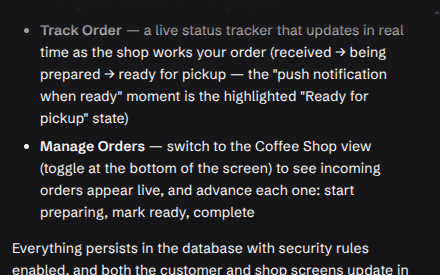 • Track Order — a live status tracker that updates in real
time as the shop works your order (received → being
prepared → ready for pickup — the "push notification
when ready" moment is the highlighted "Ready for
pickup" state)
• Manage Orders — switch to the Coffee Shop view
(toggle at the bottom of the screen) to see incoming
orders appear live, and advance each one: start
preparing, mark ready, complete
Everything persists in the database with security rules
enabled, and both the customer and shop screens update in